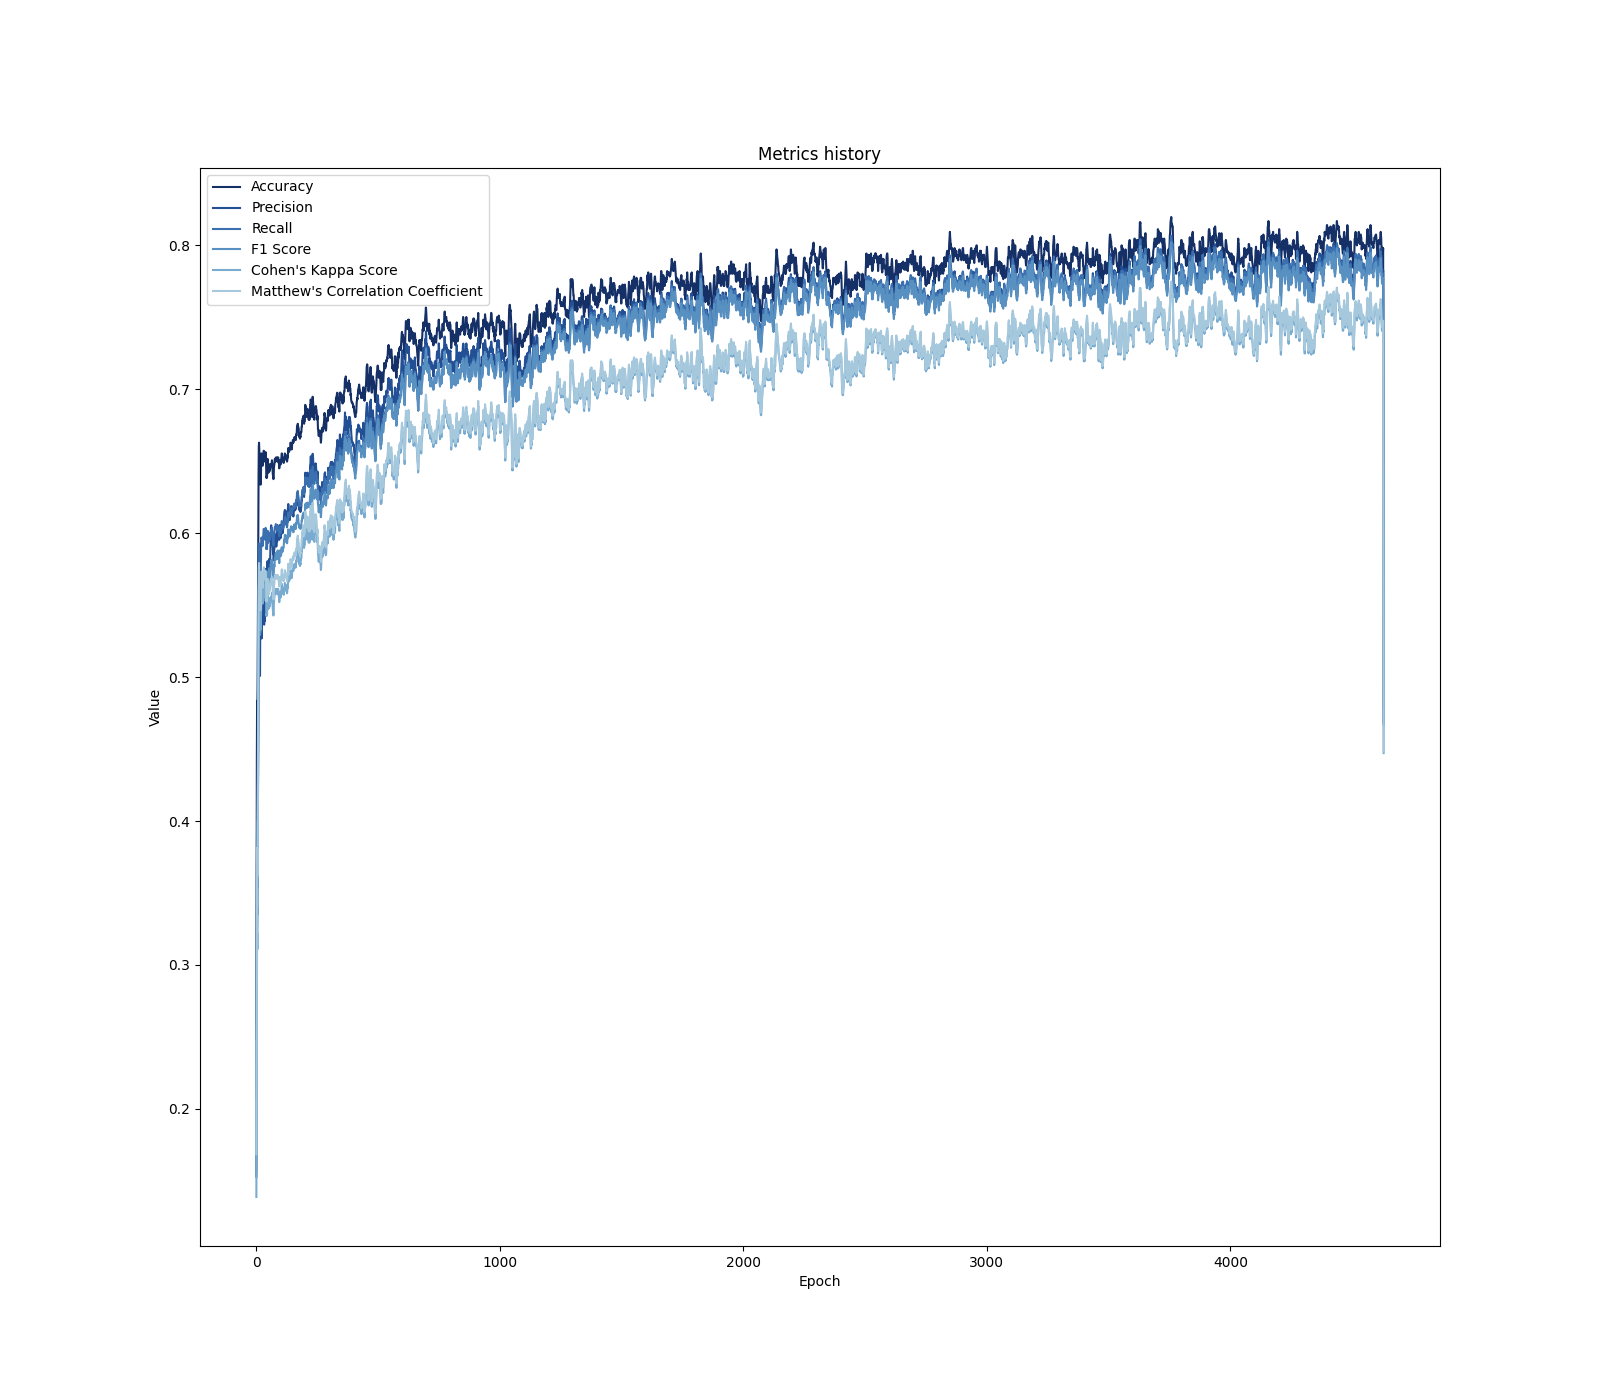 Metrics history
Accuracy
Precision
Recall
F1 Score
Cohen's Kappa Score
Matthew's Correlation Coefficient
0.8
0.7
0.6
0.5
0.4
0.3
0.2
Value
0 1000 2000 3000 4000
Epoch